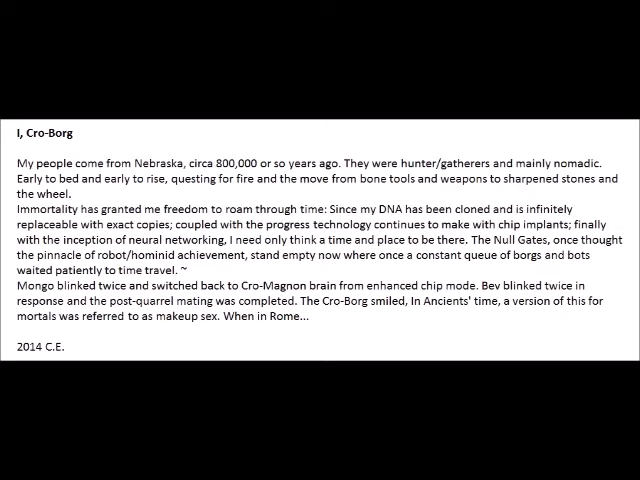 I, Cro-Borg
My people come from Nebraska, circa 800,000 or so years ago. They were hunter/gatherers and mainly nomadic.
Early to bed and early to rise, questing for fire and the move from bone tools and weapons to sharpened stones and
the wheel.
Immortality has granted me freedom to roam through time: Since my DNA has been cloned and is infinitely
replaceable with exact copies; coupled with the progress technology continues to make with chip implants; finally
with the inception of neural networking, I need only think a time and place to be there. The Null Gates, once thought
the pinnacle of robot/hominid achievement, stand empty now where once a constant queue of borgs and bots
waited patiently to time travel. ~
Mongo blinked twice and switched back to Cro-Magnon brain from enhanced chip mode. Bev blinked twice in
response and the post-quarrel mating was completed. The Cro-Borg smiled, In Ancients' time, a version of this for
mortals was referred to as makeup sex. When in Rome...
2014 C.E.